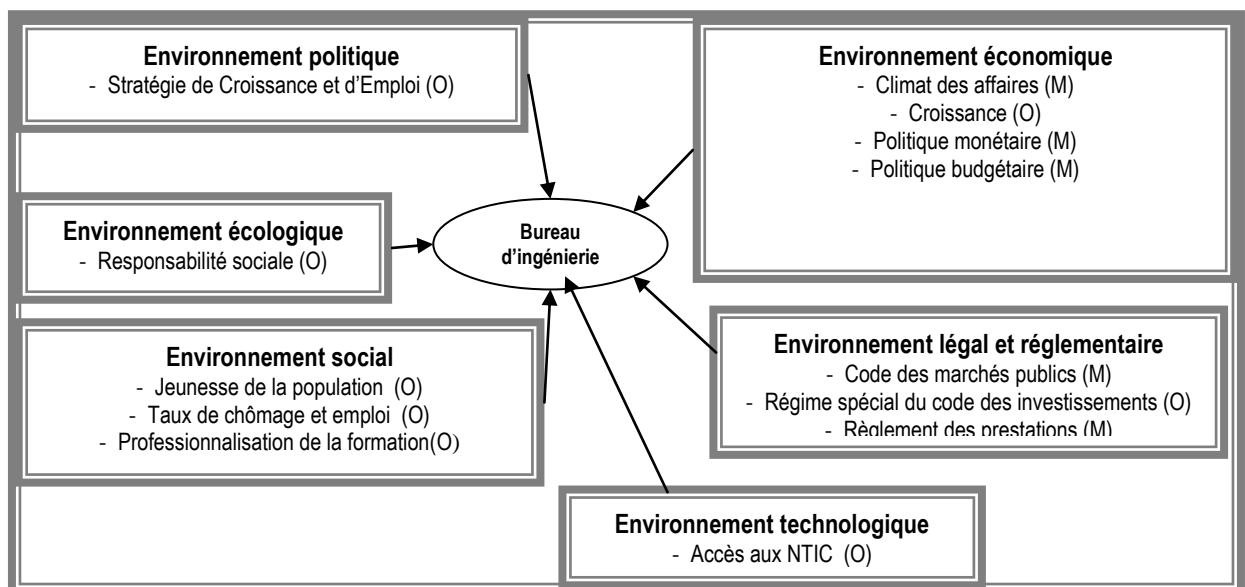 Environnement politique
- Stratégie de Croissance et d'Emploi (O)
Environnement économique
- Climat des affaires (M)
- Croissance (O)
- Politique monétaire (M)
- Politique budgétaire (M)
Environnement écologique
- Responsabilité sociale (O)
Bureau
d'ingénierie
Environnement social
- Jeunesse de la population (O)
- Taux de chômage et emploi (O)
- Professionnalisation de la formation(O)
Environnement légal et réglementaire
- Code des marchés publics (M)
- Régime spécial du code des investissements (O)
- Règlement des prestations (M)
Environnement technologique
- Accès aux NTIC (O)